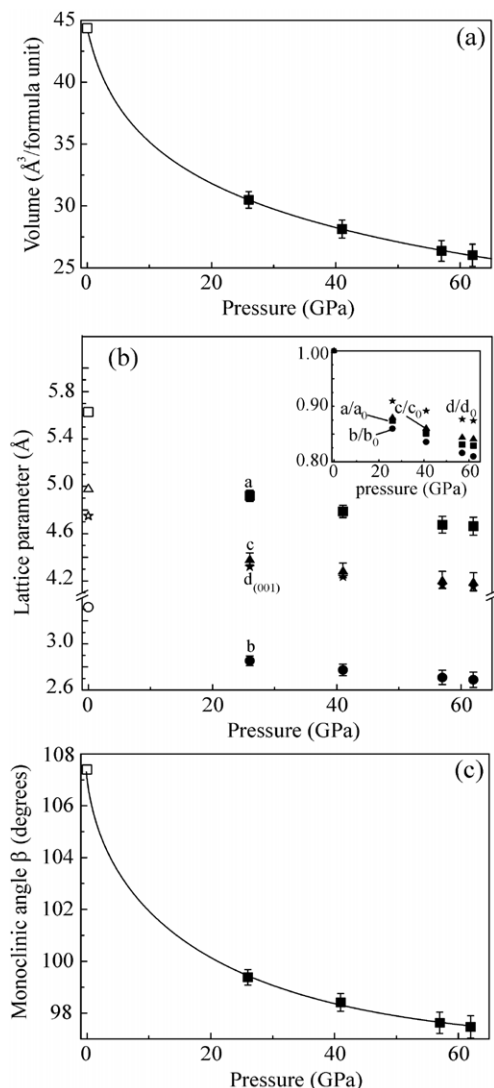 (a)
Volume (Å³/formula unit)
45
40
35
30
25
0 20 40 60
Pressure (GPa)
(b)
Lattice parameter (Å)
5.8
5.4
5.0
4.6
4.2
3.0
2.6
a
c
d(001)
b
1.00
0.90
0.80
a/a0
c/c0
d/d0
b/b0
0 20 40 60
pressure (GPa)
0 20 40 60
Pressure (GPa)
(c)
Monoclinic angle β (degrees)
108
106
104
102
100
98
0 20 40 60
Pressure (GPa)